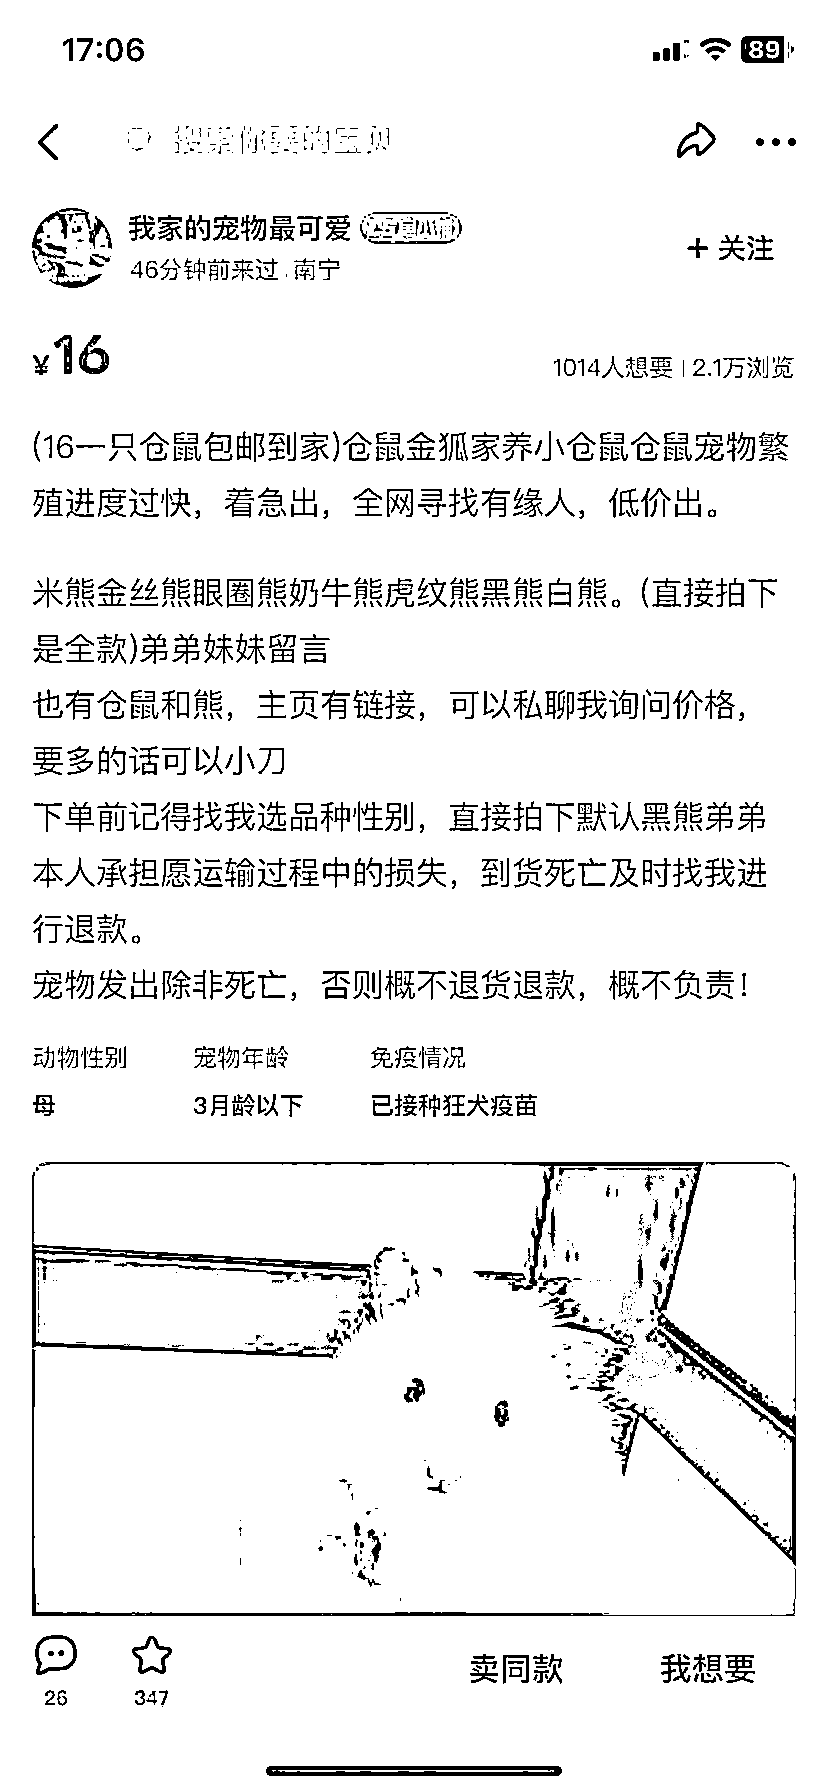 17:06
89
我家的宠物最可爱
46分钟前来过 南宁
+ 关注
¥16
1014人想要 | 2.1万浏览
(16一只仓鼠包邮到家)仓鼠金狐家养小仓鼠仓鼠宠物繁
殖进度过快，着急出，全网寻找有缘人，低价出。
米熊金丝熊眼圈熊奶牛熊虎纹熊黑熊白熊。(直接拍下
是全款)弟弟妹妹留言
也有仓鼠和熊，主页有链接，可以私聊我询问价格，
要多的话可以小刀
下单前记得找我选品种性别，直接拍下默认黑熊弟弟
本人承担愿运输过程中的损失，到货死亡及时找我进
行退款。
宠物发出除非死亡，否则概不退货退款，概不负责！
动物性别 宠物年龄 免疫情况
母 3月龄以下 已接种狂犬疫苗
26 347 卖同款 我想要